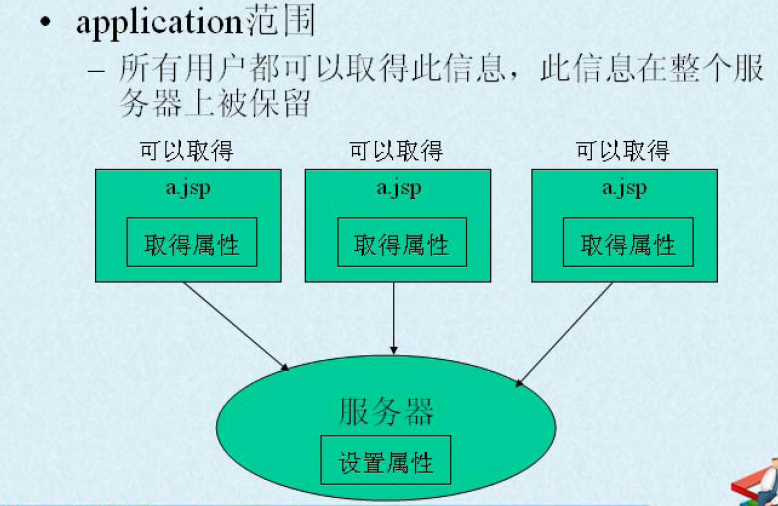 • application范围
– 所有用户都可以取得此信息，此信息在整个服
务器上被保留
可以取得 可以取得 可以取得
a.jsp a.jsp a.jsp
取得属性 取得属性 取得属性
服务器
设置属性